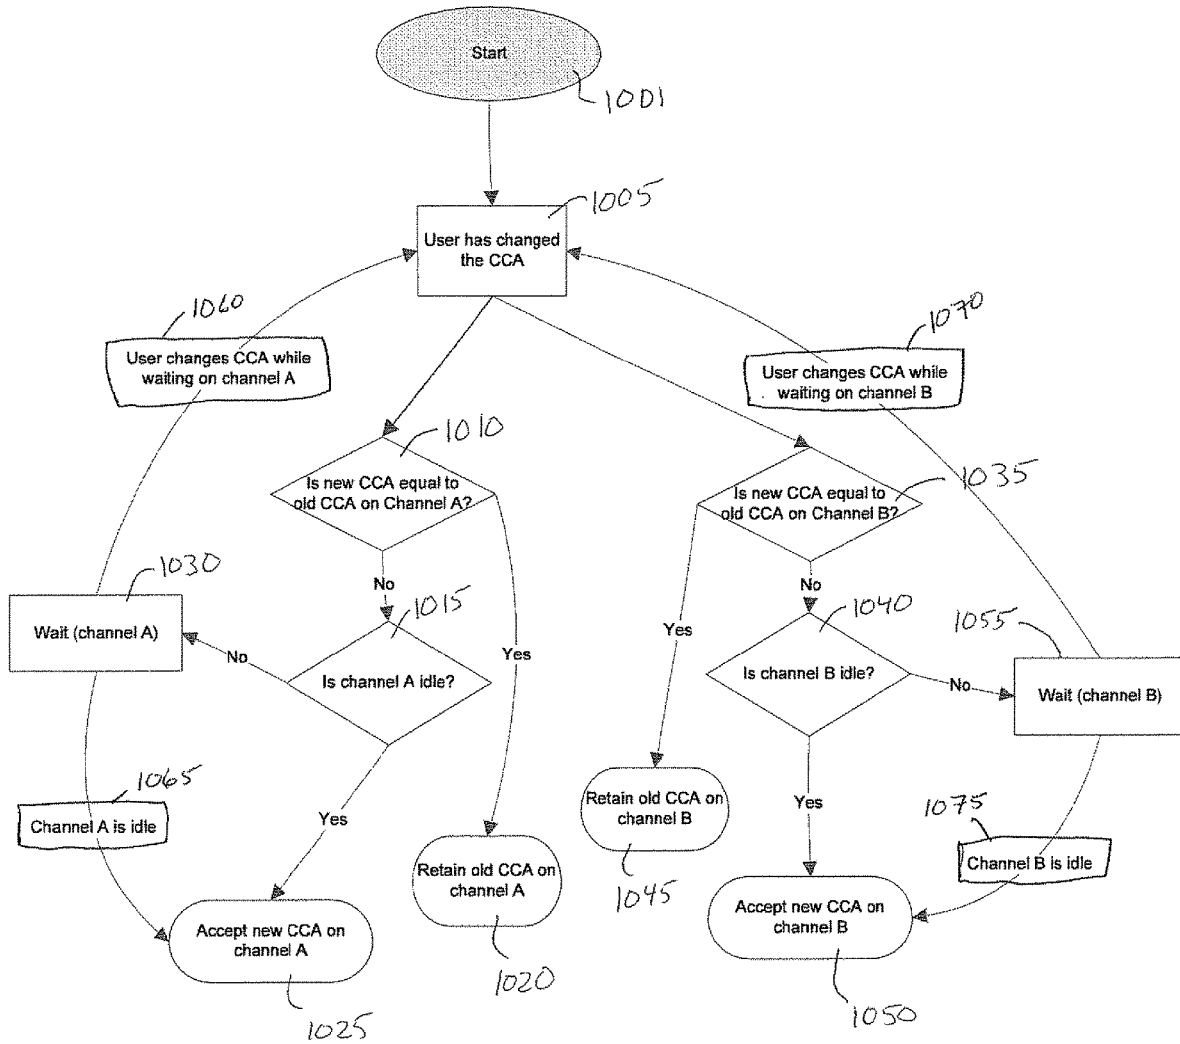 Start
1001
1005
User has changed
the CCA
1060
User changes CCA while
waiting on channel A
1070
User changes CCA while
waiting on channel B
1010
Is new CCA equal to
old CCA on Channel A?
1035
Is new CCA equal to
old CCA on Channel B?
1030
Wait (channel A)
No
1015
No
Is channel A idle?
Yes
No
1040
Yes
Is channel B idle?
No
1055
Wait (channel B)
1065
Channel A is idle
Yes
Retain old CCA on
channel A
1020
Retain old CCA on
channel B
1045
Yes
1075
Channel B is idle
Accept new CCA on
channel A
1025
Accept new CCA on
channel B
1050